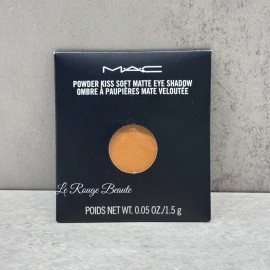 MAC
POWDER KISS SOFT MATTE EYE SHADOW
OMBRE À PAUPIÈRES MATE VELOUTÉE
Le Rouge Beaute
POIDS NET WT. 0.05 OZ./1.5 g